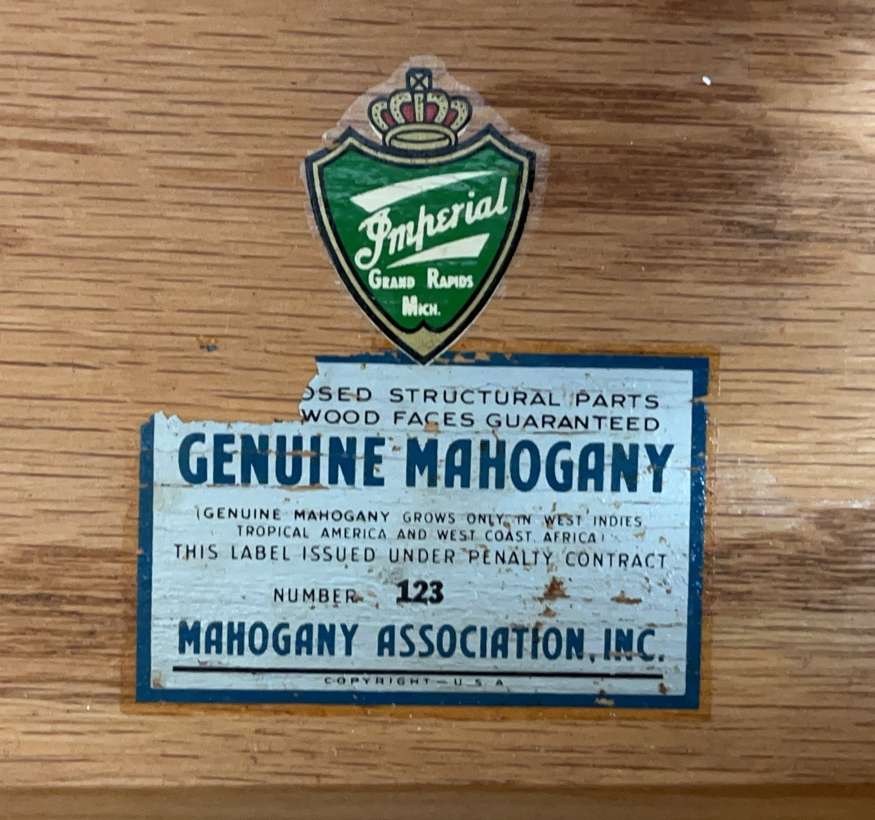 Imperial
GRAND RAPIDS
MICH.
OSED STRUCTURAL PARTS
WOOD FACES GUARANTEED
GENUINE MAHOGANY
(GENUINE MAHOGANY GROWS ONLY IN WEST INDIES
TROPICAL AMERICA AND WEST COAST AFRICA)
THIS LABEL ISSUED UNDER PENALTY CONTRACT
NUMBER 123
MAHOGANY ASSOCIATION, INC.
COPYRIGHT—U.S.A